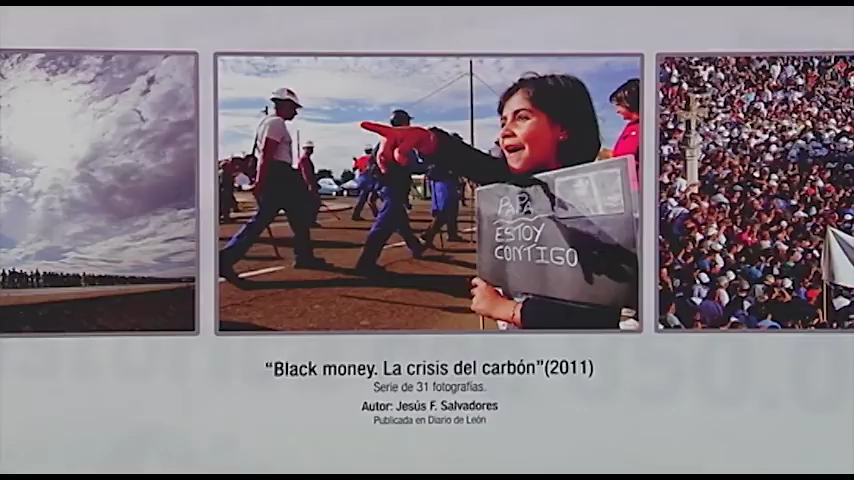 PAPA
ESTOY
CONTIGO
“Black money. La crisis del carbón”(2011)
Serie de 31 fotografías.
Autor: Jesús F. Salvadores
Publicada en Diario de León